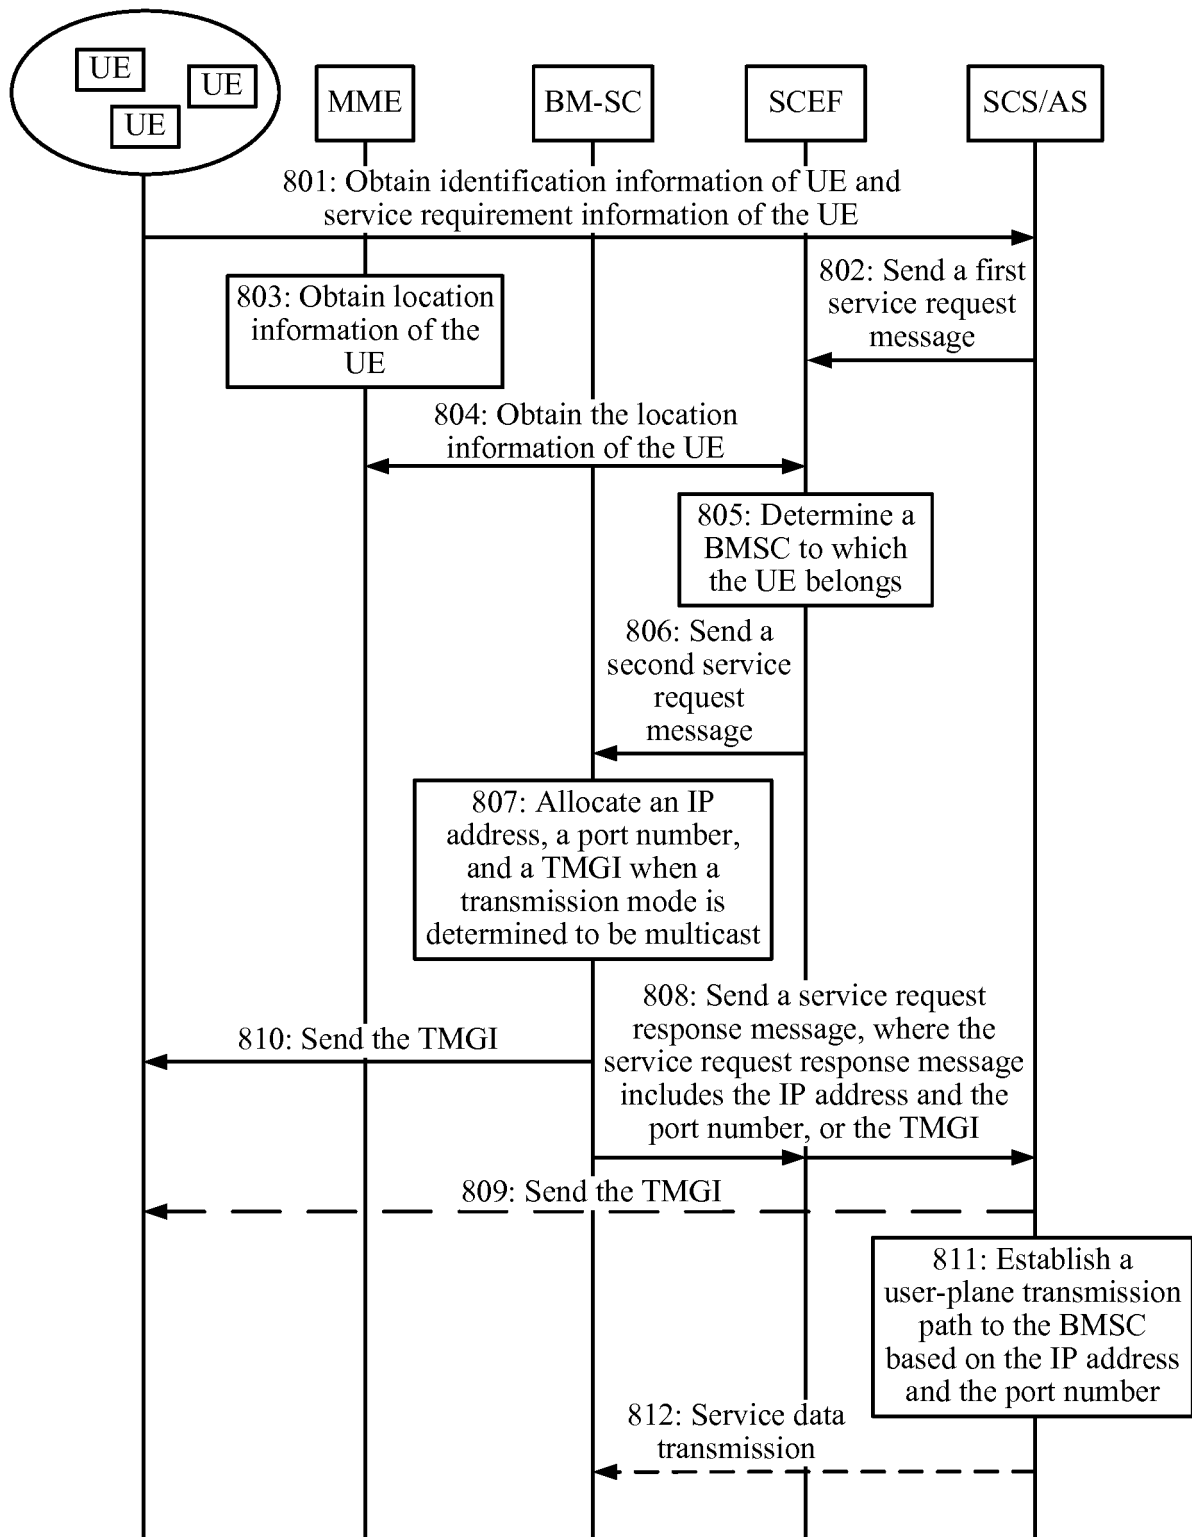 UE
UE
UE
MME
BM-SC
SCEF
SCS/AS
801: Obtain identification information of UE and
service requirement information of the UE
802: Send a first
service request
message
803: Obtain location
information of the
UE
804: Obtain the location
information of the UE
805: Determine a
BMSC to which
the UE belongs
806: Send a
second service
request
message
807: Allocate an IP
address, a port number,
and a TMGI when a
transmission mode is
determined to be multicast
808: Send a service request
response message, where the
service request response message
includes the IP address and the
port number, or the TMGI
810: Send the TMGI
809: Send the TMGI
811: Establish a
user-plane transmission
path to the BMSC
based on the IP address
and the port number
812: Service data
transmission